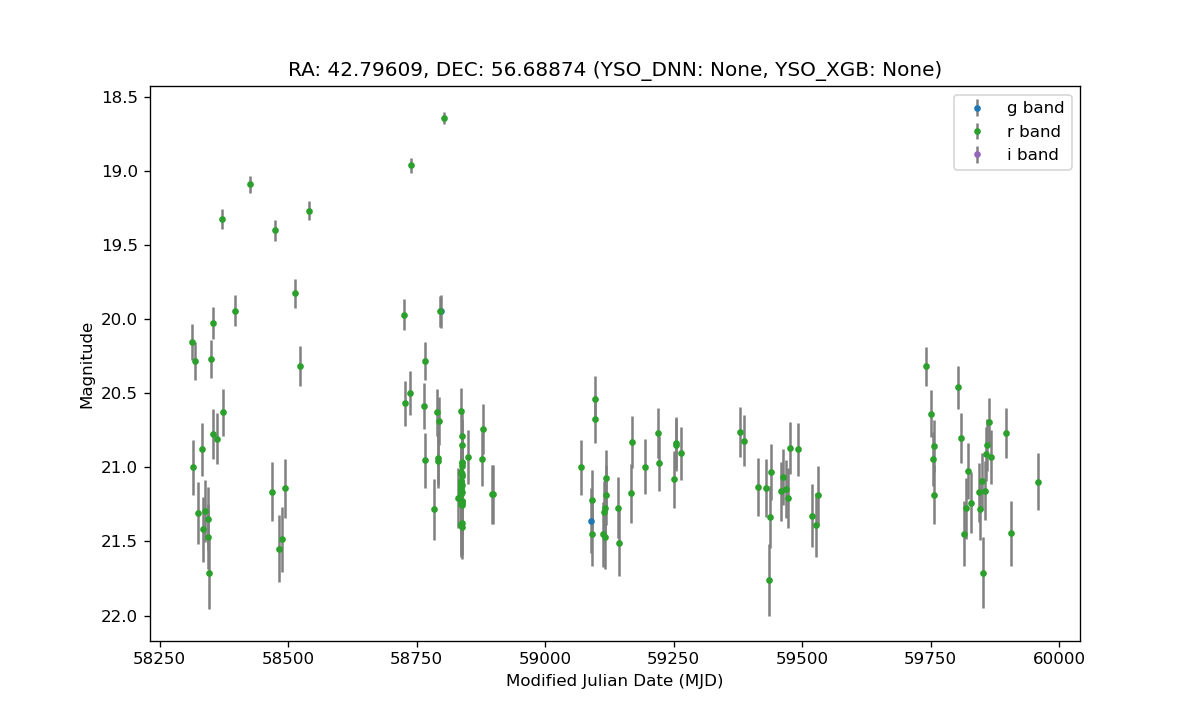 RA: 42.79609, DEC: 56.68874 (YSO_DNN: None, YSO_XGB: None)
g band
r band
i band
18.5
19.0
19.5
20.0
20.5
21.0
21.5
22.0
Magnitude
58250
58500
58750
59000
59250
59500
59750
60000
Modified Julian Date (MJD)